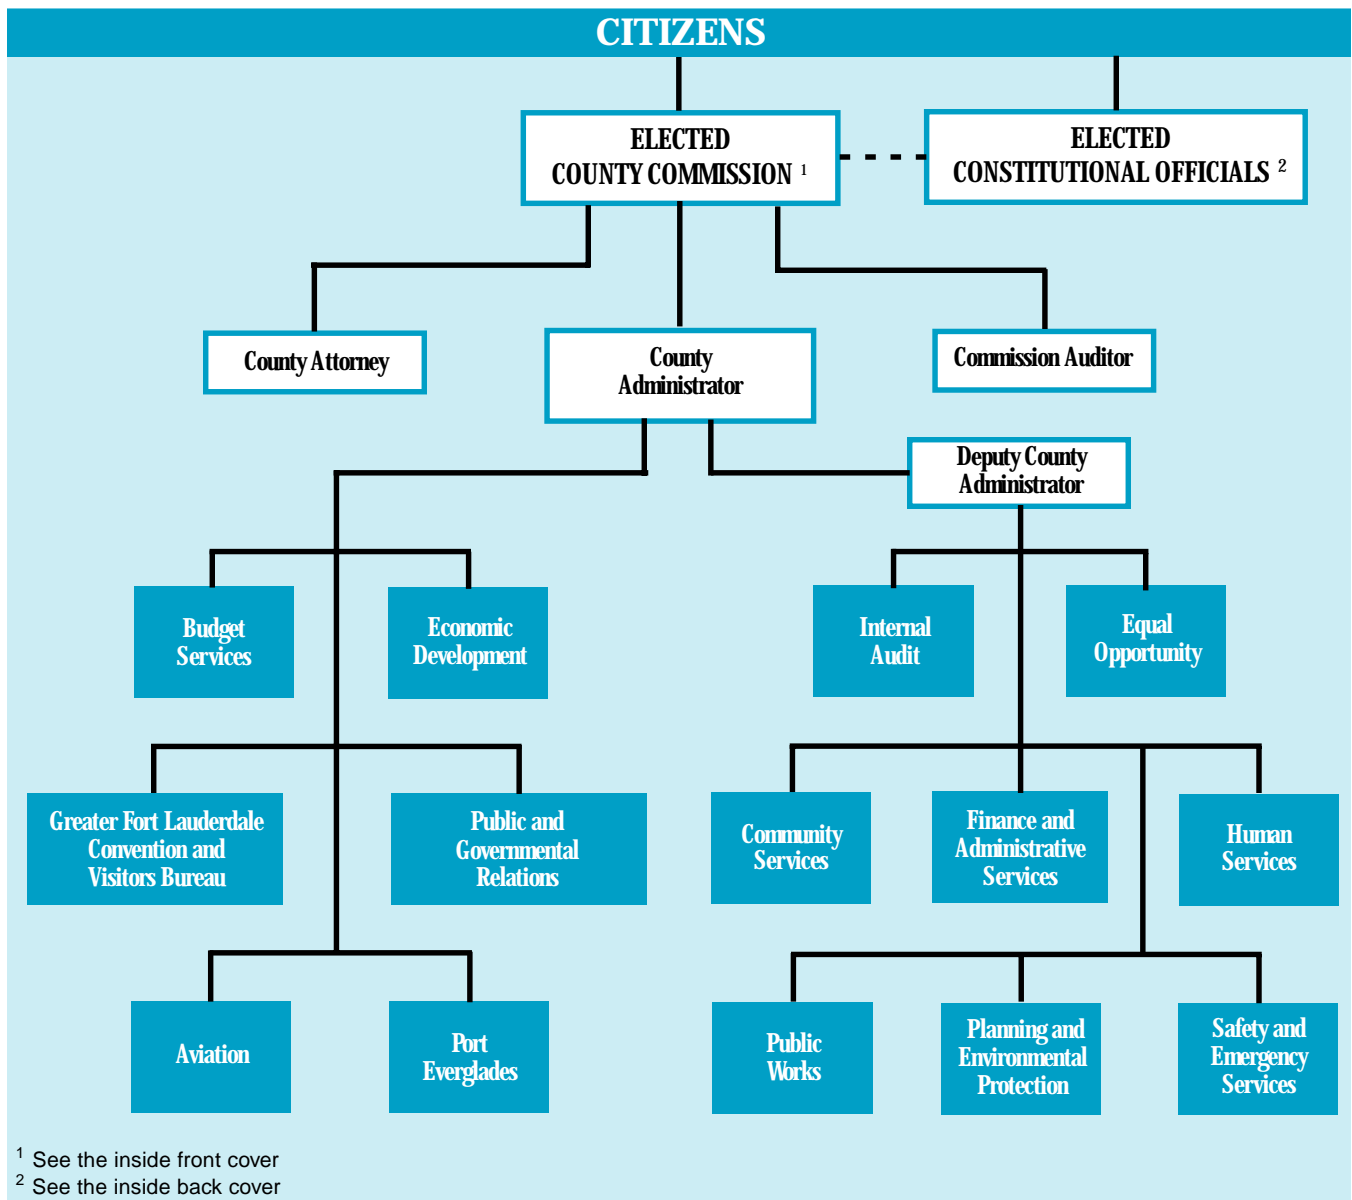 CITIZENS
ELECTED
COUNTY COMMISSION 1
ELECTED
CONSTITUTIONAL OFFICIALS 2
County Attorney
County
Administrator
Commission Auditor
Deputy County
Administrator
Budget
Services
Economic
Development
Internal
Audit
Equal
Opportunity
Greater Fort Lauderdale
Convention and
Visitors Bureau
Public and
Governmental
Relations
Community
Services
Finance and
Administrative
Services
Human
Services
Aviation
Port
Everglades
Public
Works
Planning and
Environmental
Protection
Safety and
Emergency
Services
1 See the inside front cover
2 See the inside back cover